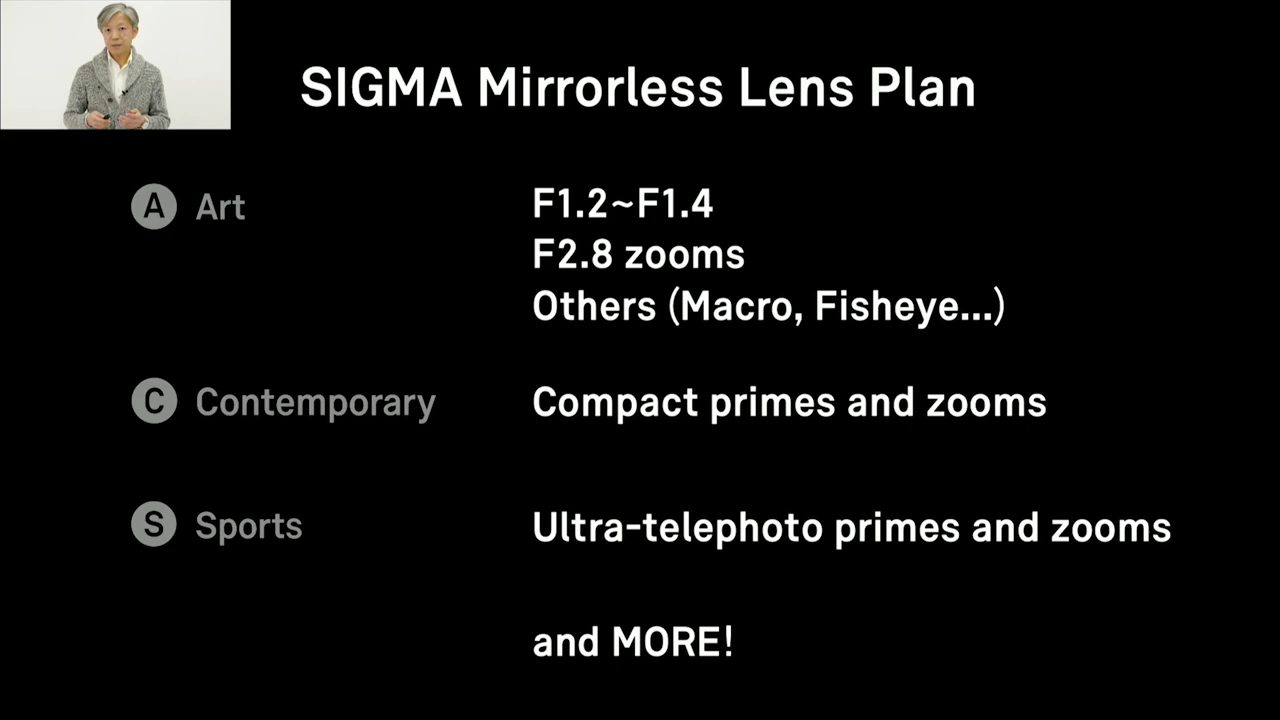 SIGMA Mirrorless Lens Plan
A Art
F1.2~F1.4
F2.8 zooms
Others (Macro, Fisheye...)
C Contemporary
Compact primes and zooms
S Sports
Ultra-telephoto primes and zooms
and MORE!